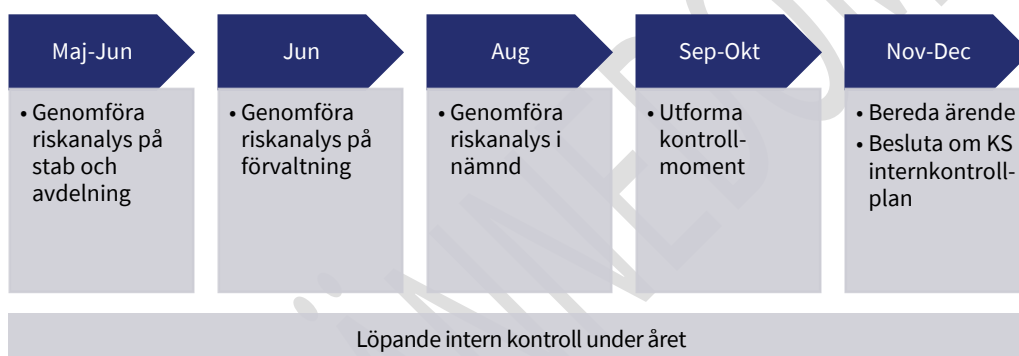 Maj-Jun
• Genomföra
riskanalys på
stab och
avdelning
Jun
• Genomföra
riskanalys på
förvaltning
Aug
• Genomföra
riskanalys i
nämnd
Sep-Okt
• Utforma
kontroll-
moment
Nov-Dec
• Bereda ärende
• Besluta om KS
internkontroll-
plan
Löpande intern kontroll under året